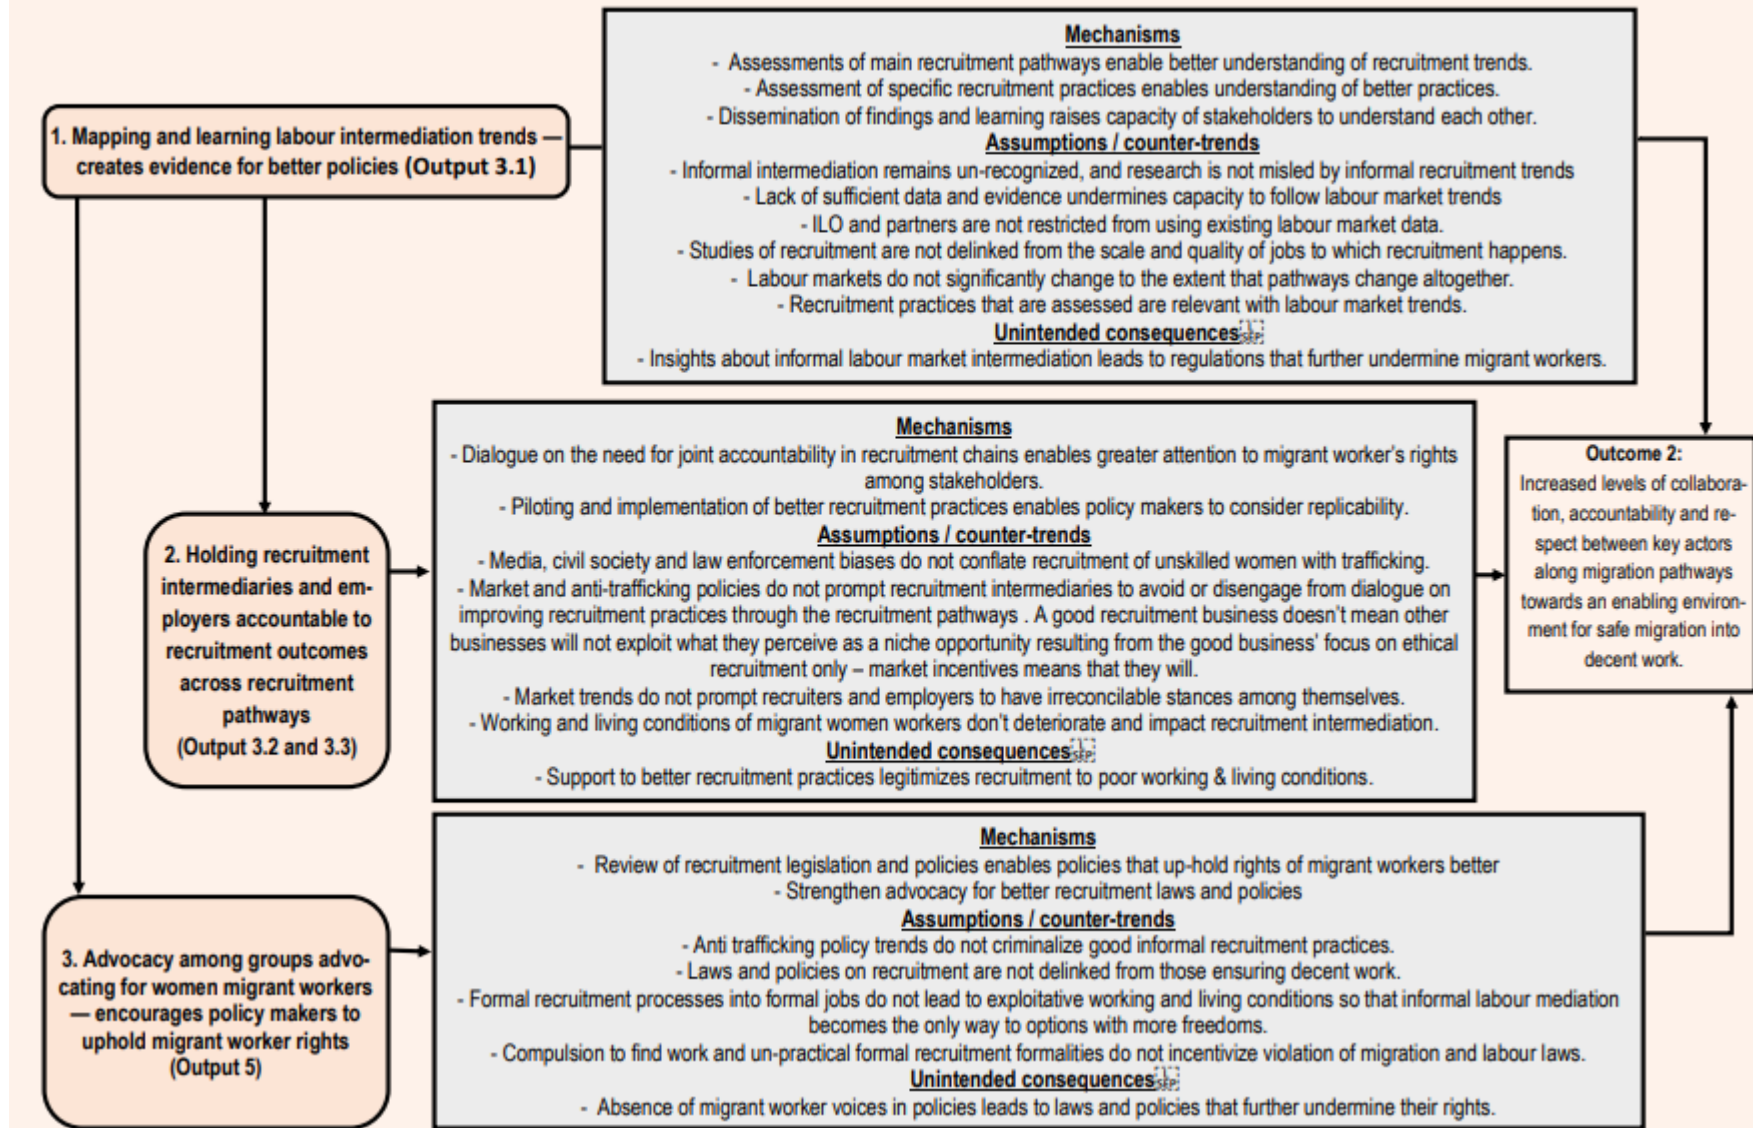 1. Mapping and learning labour intermediation trends —
creates evidence for better policies (Output 3.1)
Mechanisms
- Assessments of main recruitment pathways enable better understanding of recruitment trends.
- Assessment of specific recruitment practices enables understanding of better practices.
- Dissemination of findings and learning raises capacity of stakeholders to understand each other.
Assumptions / counter-trends
- Informal intermediation remains un-recognized, and research is not misled by informal recruitment trends
- Lack of sufficient data and evidence undermines capacity to follow labour market trends
- ILO and partners are not restricted from using existing labour market data.
- Studies of recruitment are not delinked from the scale and quality of jobs to which recruitment happens.
- Labour markets do not significantly change to the extent that pathways change altogether.
- Recruitment practices that are assessed are relevant with labour market trends.
Unintended consequences L SEP
- Insights about informal labour market intermediation leads to regulations that further undermine migrant workers.
2. Holding recruitment
intermediaries and em-
ployers accountable to
recruitment outcomes
across recruitment
pathways
(Output 3.2 and 3.3)
Mechanisms
- Dialogue on the need for joint accountability in recruitment chains enables greater attention to migrant worker's rights
among stakeholders.
- Piloting and implementation of better recruitment practices enables policy makers to consider replicability.
Assumptions / counter-trends
- Media, civil society and law enforcement biases do not conflate recruitment of unskilled women with trafficking.
- Market and anti-trafficking policies do not prompt recruitment intermediaries to avoid or disengage from dialogue on
improving recruitment practices through the recruitment pathways . A good recruitment business doesn't mean other
businesses will not exploit what they perceive as a niche opportunity resulting from the good business' focus on ethical
recruitment only – market incentives means that they will.
- Market trends do not prompt recruiters and employers to have irreconcilable stances among themselves.
- Working and living conditions of migrant women workers don't deteriorate and impact recruitment intermediation.
Unintended consequences L SEP
- Support to better recruitment practices legitimizes recruitment to poor working & living conditions.
Outcome 2:
Increased levels of collabora-
tion, accountability and re-
spect between key actors
along migration pathways
towards an enabling environ-
ment for safe migration into
decent work.
3. Advocacy among groups advo-
cating for women migrant workers
— encourages policy makers to
uphold migrant worker rights
(Output 5)
Mechanisms
- Review of recruitment legislation and policies enables policies that up-hold rights of migrant workers better
- Strengthen advocacy for better recruitment laws and policies
Assumptions / counter-trends
- Anti trafficking policy trends do not criminalize good informal recruitment practices.
- Laws and policies on recruitment are not delinked from those ensuring decent work.
- Formal recruitment processes into formal jobs do not lead to exploitative working and living conditions so that informal labour mediation
becomes the only way to options with more freedoms.
- Compulsion to find work and un-practical formal recruitment formalities do not incentivize violation of migration and labour laws.
Unintended consequences L SEP
- Absence of migrant worker voices in policies leads to laws and policies that further undermine their rights.